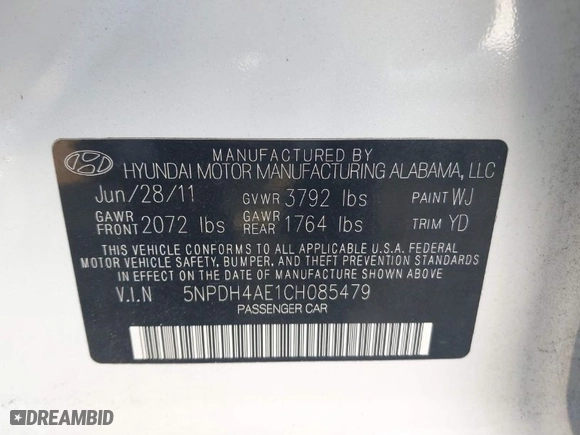 MANUFACTURED BY
HYUNDAI MOTOR MANUFACTURING ALABAMA, LLC
Jun/28/11 GVWR 3792 lbs PAINT WJ
GAWR FRONT 2072 lbs GAWR REAR 1764 lbs TRIM YD
THIS VEHICLE CONFORMS TO ALL APPLICABLE U.S.A. FEDERAL
MOTOR VEHICLE SAFETY, BUMPER, AND THEFT PREVENTION STANDARDS
IN EFFECT ON THE DATE OF MANUFACTURE SHOWN ABOVE
V.I.N 5NPDH4AE1CH085479
PASSENGER CAR
DREAMBID